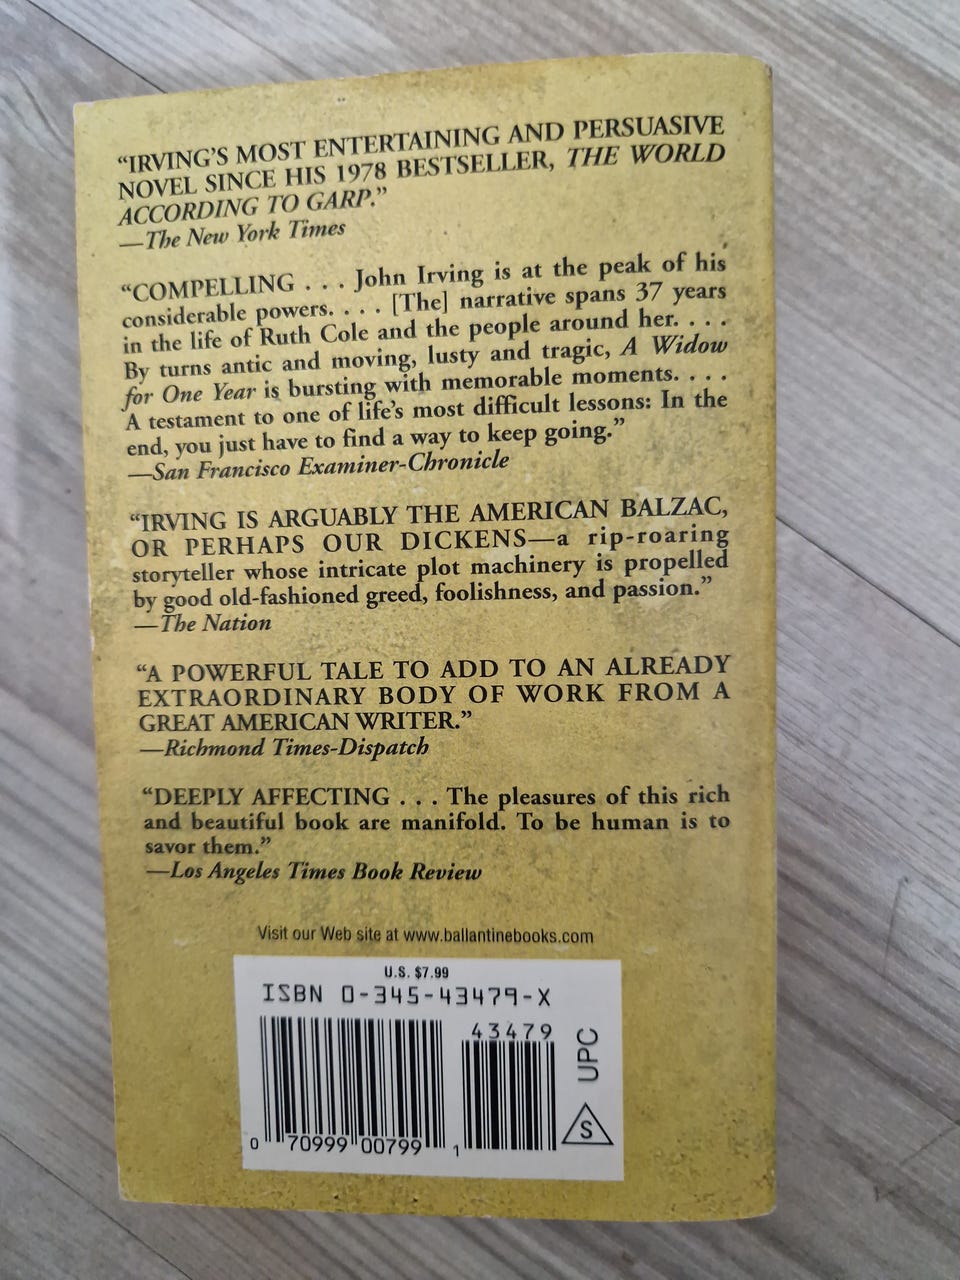 “IRVING’S MOST ENTERTAINING AND PERSUASIVE
NOVEL SINCE HIS 1978 BESTSELLER, THE WORLD
ACCORDING TO GARP.”
—The New York Times
“COMPELLING . . . John Irving is at the peak of his
considerable powers. . . . [The] narrative spans 37 years
in the life of Ruth Cole and the people around her. . . .
By turns antic and moving, lusty and tragic, A Widow
for One Year is bursting with memorable moments. . . .
A testament to one of life’s most difficult lessons: In the
end, you just have to find a way to keep going.”
—San Francisco Examiner-Chronicle
“IRVING IS ARGUABLY THE AMERICAN BALZAC,
OR PERHAPS OUR DICKENS—a rip-roaring
storyteller whose intricate plot machinery is propelled
by good old-fashioned greed, foolishness, and passion.”
—The Nation
“A POWERFUL TALE TO ADD TO AN ALREADY
EXTRAORDINARY BODY OF WORK FROM A
GREAT AMERICAN WRITER.”
—Richmond Times-Dispatch
“DEEPLY AFFECTING . . . The pleasures of this rich
and beautiful book are manifold. To be human is to
savor them.”
—Los Angeles Times Book Review
Visit our Web site at www.ballantinebooks.com
U.S. $7.99
ISBN 0-345-43479-X
43479
UPC
S
0 70999 00799 1